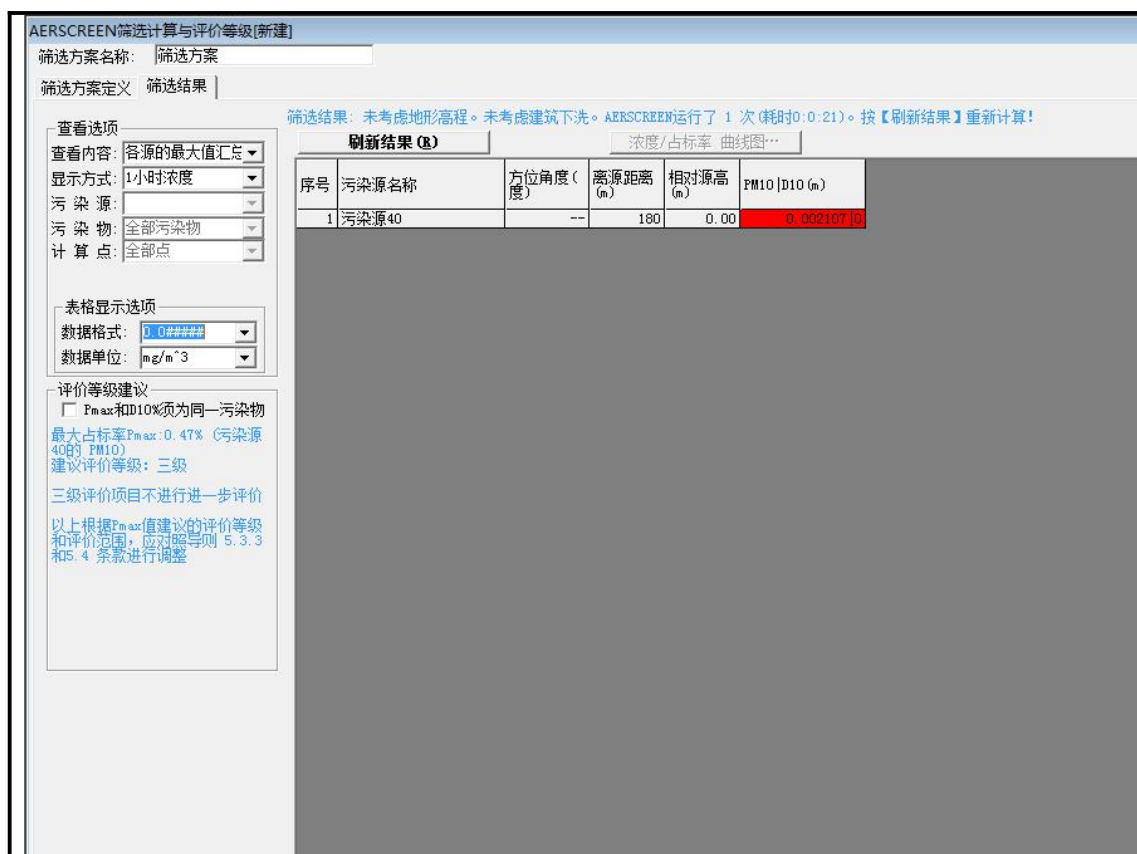 AERSCREEN筛选计算与评价等级[新建]
筛选方案名称: 筛选方案
筛选方案定义 筛选结果
筛选结果: 未考虑地形高程。未考虑建筑下洗。AERSCREEN运行了 1 次(耗时0:0:21)。按【刷新结果】重新计算!
查看选项
刷新结果(R) 浓度/占标率 曲线图…
查看内容: 各源的最大值汇总
显示方式: 1小时浓度
污 染 源:
污 染 物: 全部污染物
计 算 点: 全部点
序号 污染源名称 方位角度(度) 离源距离(m) 相对源高(m) PM10|D10(m)
1 污染源40 -- 180 0.00 0.002107|0
表格显示选项
数据格式: 0.0#####
数据单位: mg/m^3
评价等级建议
Pmax和D10%须为同一污染物
最大占标率Pmax:0.47% (污染源
40的 PM10)
建议评价等级: 三级
三级评价项目不进行进一步评价
以上根据Pmax值建议的评价等级
和评价范围,应对照导则 5.3.3
和5.4 条款进行调整